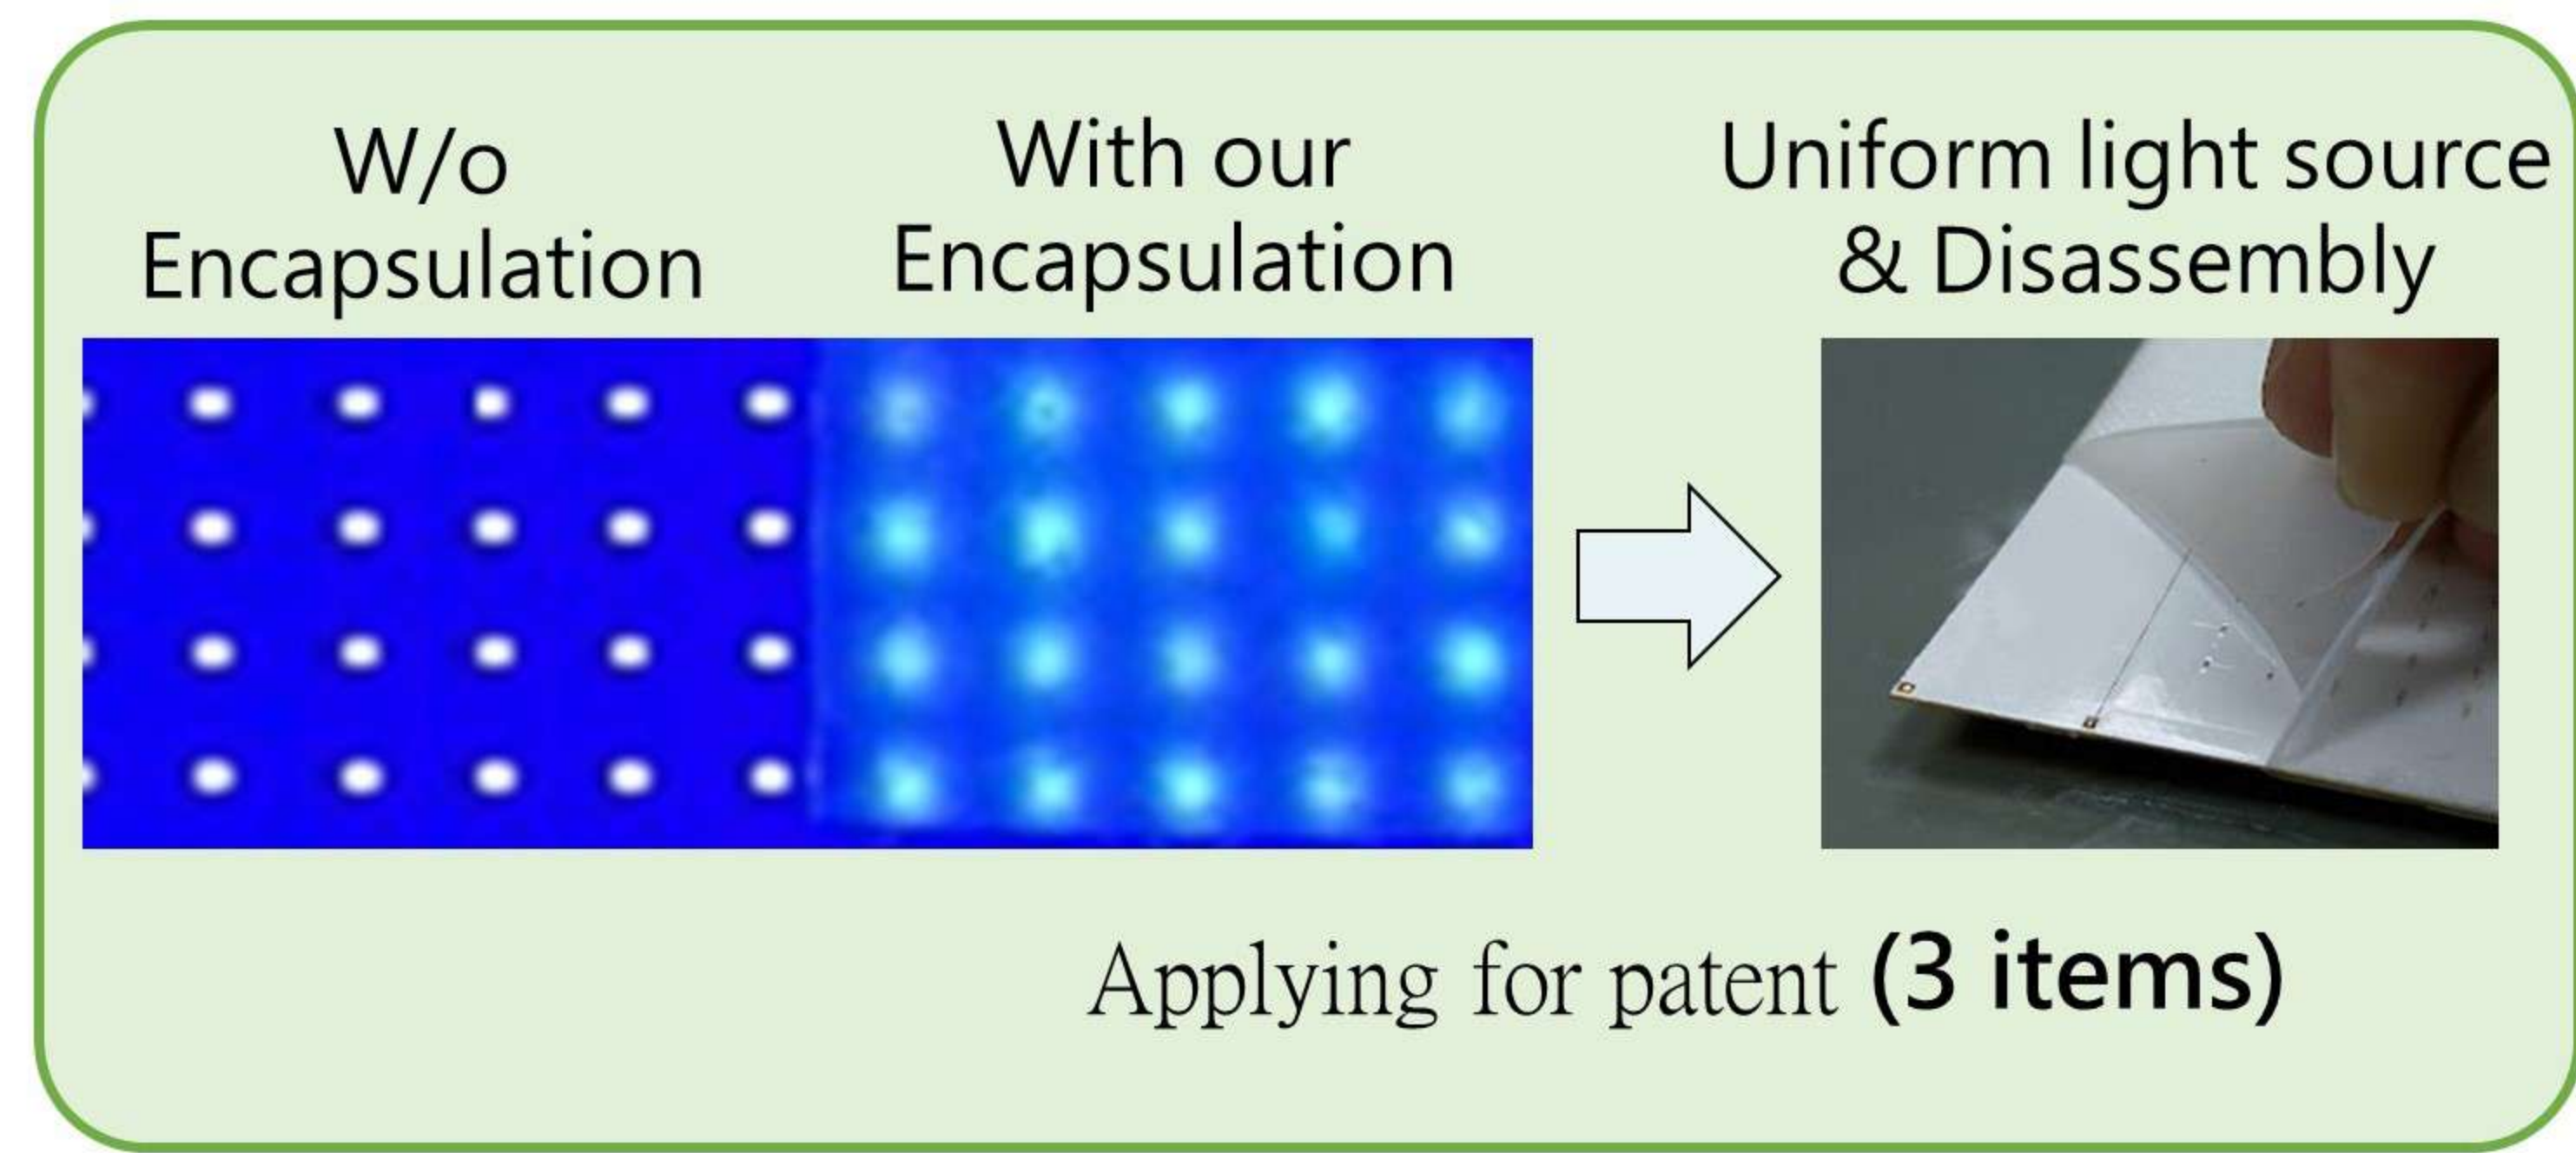 W/o
Encapsulation
With our
Encapsulation
Uniform light source
& Disassembly
Applying for patent (3 items)